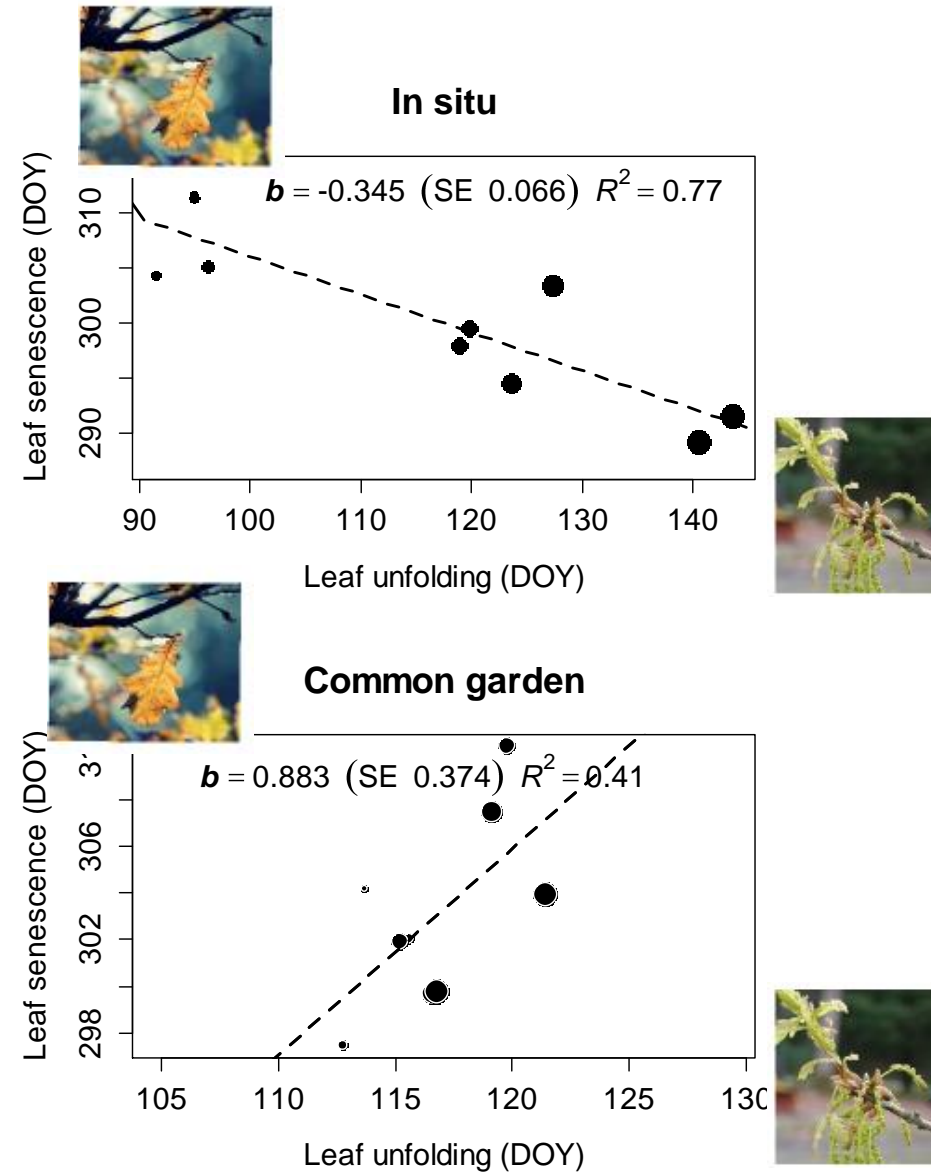 In situ
b = -0.345 (SE 0.066) R² = 0.77
Leaf senescence (DOY)
310
300
290
90 100 110 120 130 140
Leaf unfolding (DOY)
Common garden
b = 0.883 (SE 0.374) R² = 0.41
Leaf senescence (DOY)
306
302
298
105 110 115 120 125
Leaf unfolding (DOY)